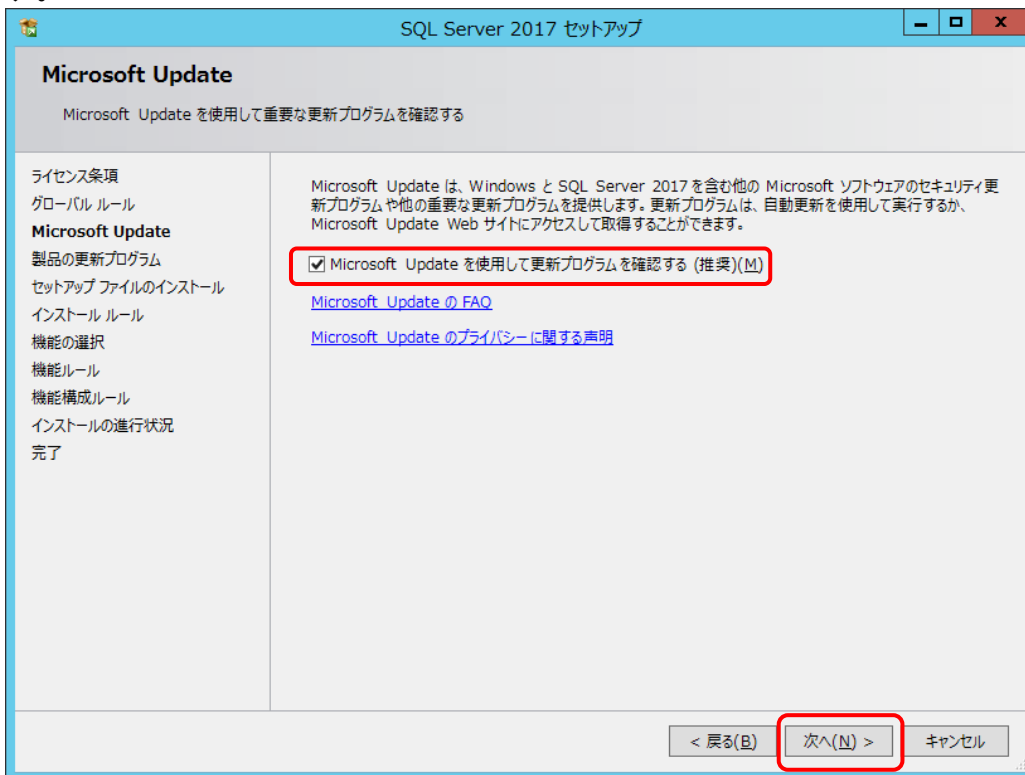 SQL Server 2017 セットアップ
Microsoft Update
Microsoft Update を使用して重要な更新プログラムを確認する
ライセンス条項
グローバル ルール
Microsoft Update
製品の更新プログラム
セットアップ ファイルのインストール
インストール ルール
機能の選択
機能ルール
機能構成ルール
インストールの進行状況
完了
Microsoft Update は、Windows と SQL Server 2017 を含む他の Microsoft ソフトウェアのセキュリティ更
新プログラムや他の重要な更新プログラムを提供します。更新プログラムは、自動更新を使用して実行するか、
Microsoft Update Web サイトにアクセスして取得することができます。
Microsoft Update を使用して更新プログラムを確認する (推奨)(M)
Microsoft Update の FAQ
Microsoft Update のプライバシーに関する声明
< 戻る(B)
次へ(N) >
キャンセル